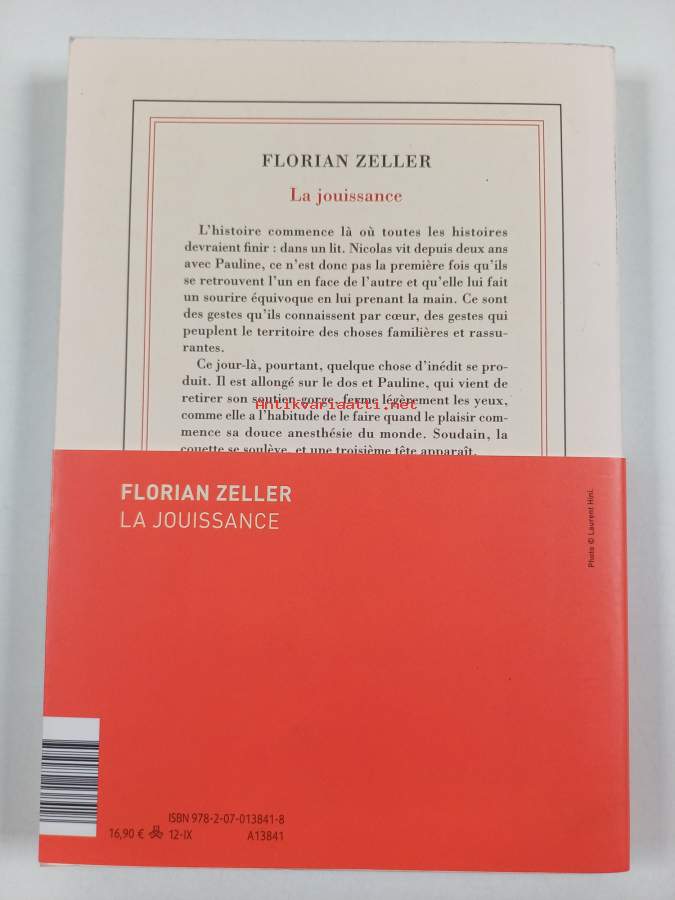 FLORIAN ZELLER
La jouissance
L'histoire commence là où toutes les histoires
devraient finir : dans un lit. Nicolas vit depuis deux ans
avec Pauline, ce n'est donc pas la première fois qu'ils
se retrouvent l'un en face de l'autre et qu'elle lui fait
un sourire équivoque en lui prenant la main. Ce sont
des gestes qu'ils connaissent par cœur, des gestes qui
peuplent le territoire des choses familières et rassu-
rantes.
Ce jour-là, pourtant, quelque chose d'inédit se pro-
duit. Il est allongé sur le dos et Pauline, qui vient de
retirer son soutien-gorge, ferme légèrement les yeux,
Antikvariaatti.net
comme elle a l'habitude de le faire quand le plaisir com-
mence sa douce anesthésie du monde. Soudain, la
couette se soulève, et une troisième tête apparaît.
FLORIAN ZELLER
LA JOUISSANCE
Photo © Laurent Hini.
ISBN 978-2-07-013841-8
16,90 € 12-IX A13841